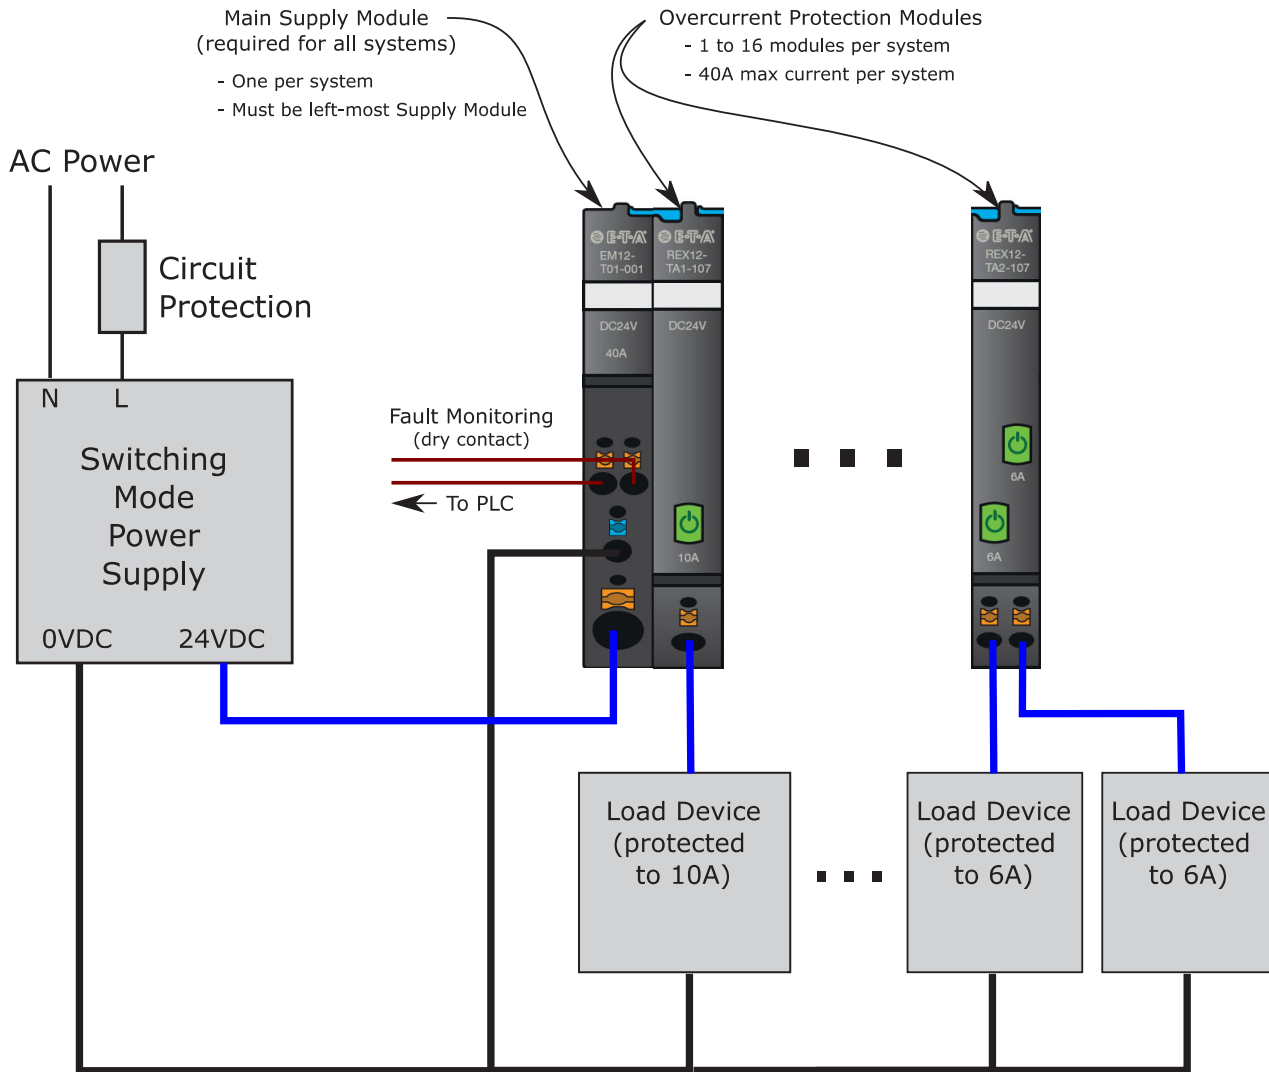 Main Supply Module
(required for all systems)
- One per system
- Must be left-most Supply Module
Overcurrent Protection Modules
- 1 to 16 modules per system
- 40A max current per system
AC Power
Circuit
Protection
N L
Switching
Mode
Power
Supply
0VDC 24VDC
Fault Monitoring
(dry contact)
To PLC
E-T-A
EM12-
T01-001
DC24V
40A
E-T-A
REX12-
TA1-107
DC24V
10A
E-T-A
REX12-
TA2-107
DC24V
6A
6A
Load Device
(protected
to 10A)
Load Device
(protected
to 6A)
Load Device
(protected
to 6A)